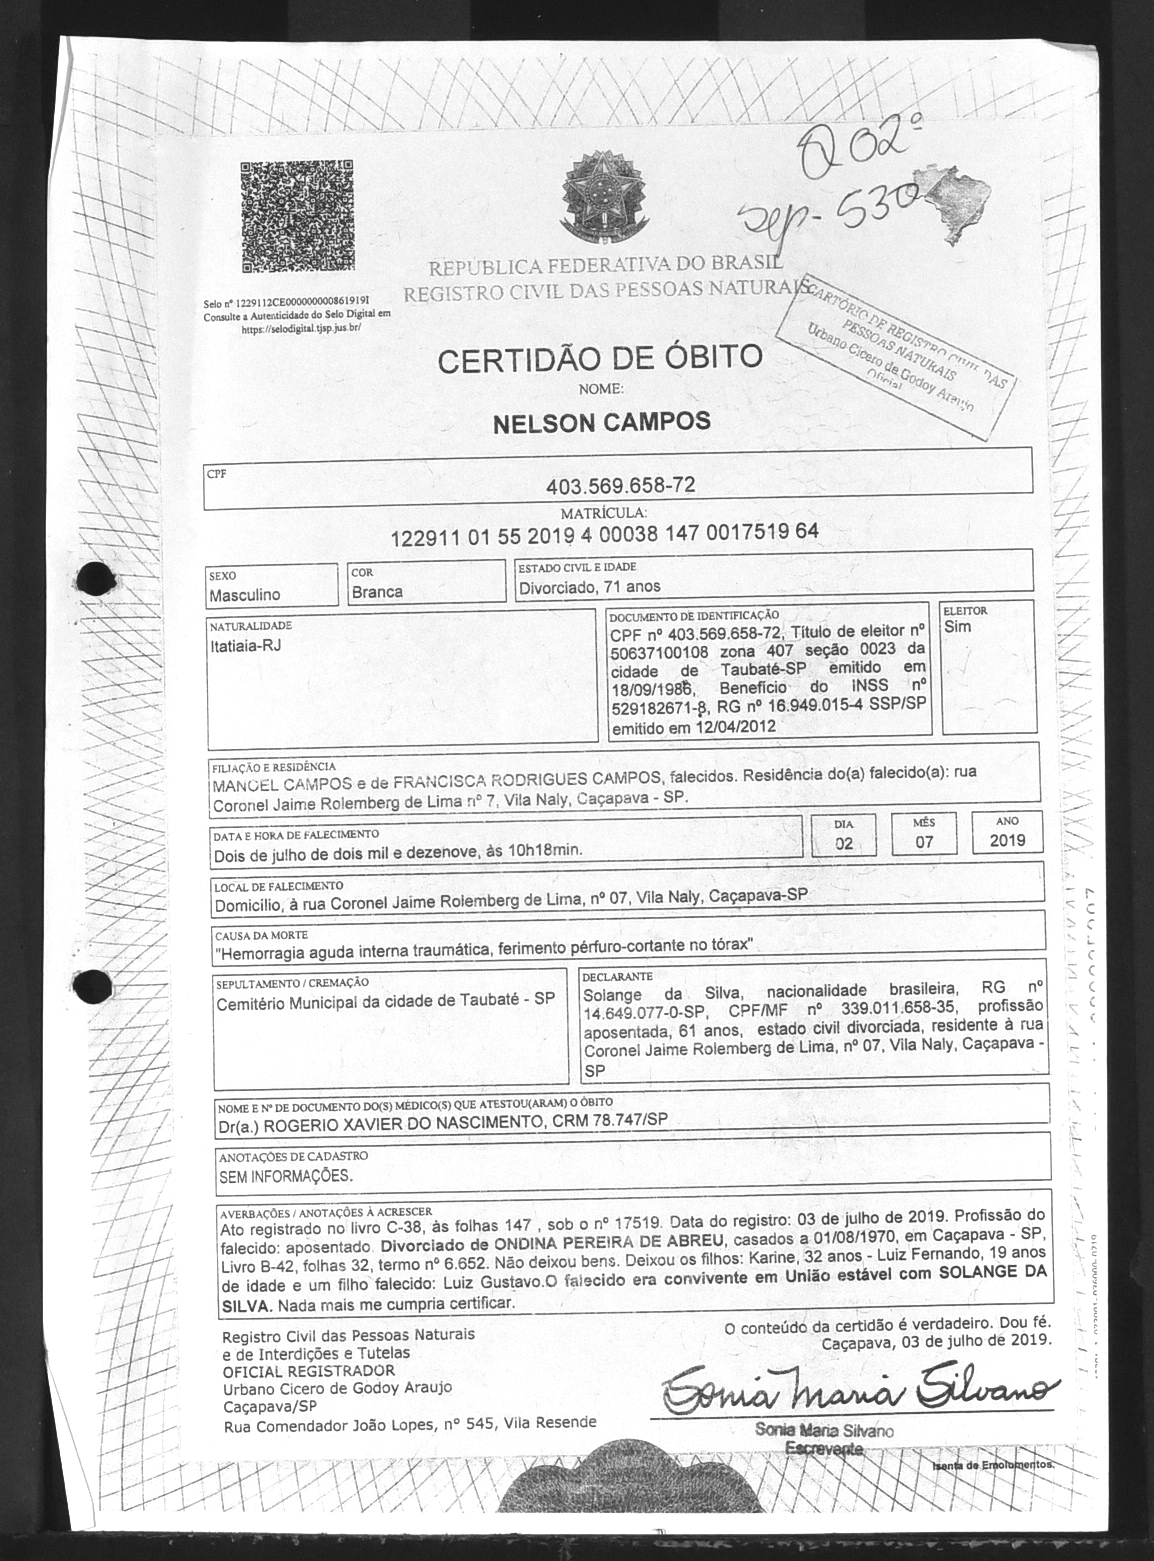 Q 02ª
sep- 530
REPUBLICA FEDERATIVA DO BRASIL
REGISTRO CIVIL DAS PESSOAS NATURAIS
Selo nº 1229112CE0000000008619191
Consulte a Autenticidade do Selo Digital em
https://selodigital.tjsp.jus.br/
CARTÓRIO DE REGISTRO CIVIL DAS
PESSOAS NATURAIS
Urbano Cicero de Godoy Araujo
Oficial
CERTIDÃO DE ÓBITO
NOME:
NELSON CAMPOS
CPF
403.569.658-72
MATRÍCULA:
122911 01 55 2019 4 00038 147 0017519 64
SEXO
Masculino
COR
Branca
ESTADO CIVIL E IDADE
Divorciado, 71 anos
NATURALIDADE
Itatiaia-RJ
DOCUMENTO DE IDENTIFICAÇÃO
CPF nº 403.569.658-72, Título de eleitor nº
50637100108 zona 407 seção 0023 da
cidade de Taubaté-SP emitido em
18/09/1986, Benefício do INSS nº
529182671-8, RG nº 16.949.015-4 SSP/SP
emitido em 12/04/2012
ELEITOR
Sim
FILIAÇÃO E RESIDÊNCIA
MANOEL CAMPOS e de FRANCISCA RODRIGUES CAMPOS, falecidos. Residência do(a) falecido(a): rua
Coronel Jaime Rolemberg de Lima nº 7, Vila Naly, Caçapava - SP.
DATA E HORA DE FALECIMENTO
Dois de julho de dois mil e dezenove, às 10h18min.
DIA
02
MÊS
07
ANO
2019
LOCAL DE FALECIMENTO
Domicílio, à rua Coronel Jaime Rolemberg de Lima, nº 07, Vila Naly, Caçapava-SP
CAUSA DA MORTE
"Hemorragia aguda interna traumática, ferimento pérfuro-cortante no tórax"
SEPULTAMENTO / CREMAÇÃO
Cemitério Municipal da cidade de Taubaté - SP
DECLARANTE
Solange da Silva, nacionalidade brasileira, RG nº
14.649.077-0-SP, CPF/MF nº 339.011.658-35, profissão
aposentada, 61 anos, estado civil divorciada, residente à rua
Coronel Jaime Rolemberg de Lima, nº 07, Vila Naly, Caçapava -
SP
NOME E Nº DE DOCUMENTO DO(S) MÉDICO(S) QUE ATESTOU(ARAM) O ÓBITO
Dr(a.) ROGERIO XAVIER DO NASCIMENTO, CRM 78.747/SP
ANOTAÇÕES DE CADASTRO
SEM INFORMAÇÕES.
AVERBAÇÕES / ANOTAÇÕES À ACRESCER
Ato registrado no livro C-38, às folhas 147 , sob o nº 17519. Data do registro: 03 de julho de 2019. Profissão do
falecido: aposentado. Divorciado de ONDINA PEREIRA DE ABREU, casados a 01/08/1970, em Caçapava - SP,
Livro B-42, folhas 32, termo nº 6.652. Não deixou bens. Deixou os filhos: Karine, 32 anos - Luiz Fernando, 19 anos
de idade e um filho falecido: Luiz Gustavo.O falecido era convivente em União estável com SOLANGE DA
SILVA. Nada mais me cumpria certificar.
Registro Civil das Pessoas Naturais
e de Interdições e Tutelas
OFICIAL REGISTRADOR
Urbano Cicero de Godoy Araujo
Caçapava/SP
Rua Comendador João Lopes, nº 545, Vila Resende
O conteúdo da certidão é verdadeiro. Dou fé.
Caçapava, 03 de julho de 2019.
Sonia Maria Silvano
Sonia Maria Silvano
Escrevente
Isenta de Emolumentos.